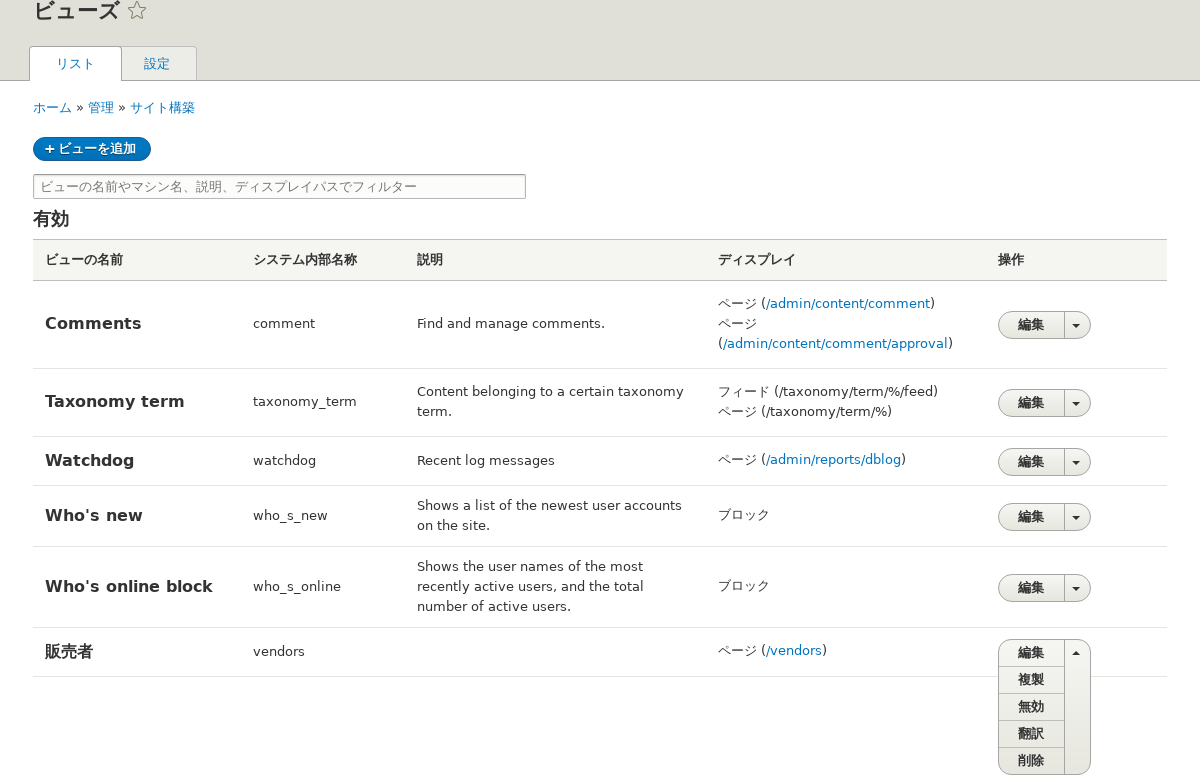 ビューズ
リスト 設定
ホーム » 管理 » サイト構築
+ ビューを追加
ビューの名前やマシン名、説明、ディスプレイパスでフィルター
有効
ビューの名前 システム内部名称 説明 ディスプレイ 操作
Comments comment Find and manage comments. ページ (/admin/content/comment)
ページ
(/admin/content/comment/approval) 編集
Taxonomy term taxonomy_term Content belonging to a certain taxonomy
term. フィード (/taxonomy/term/%/feed)
ページ (/taxonomy/term/%) 編集
Watchdog watchdog Recent log messages ページ (/admin/reports/dblog) 編集
Who's new who_s_new Shows a list of the newest user accounts
on the site. ブロック 編集
Who's online block who_s_online Shows the user names of the most
recently active users, and the total
number of active users. ブロック 編集
販売者 vendors ページ (/vendors) 編集
複製
無効
翻訳
削除